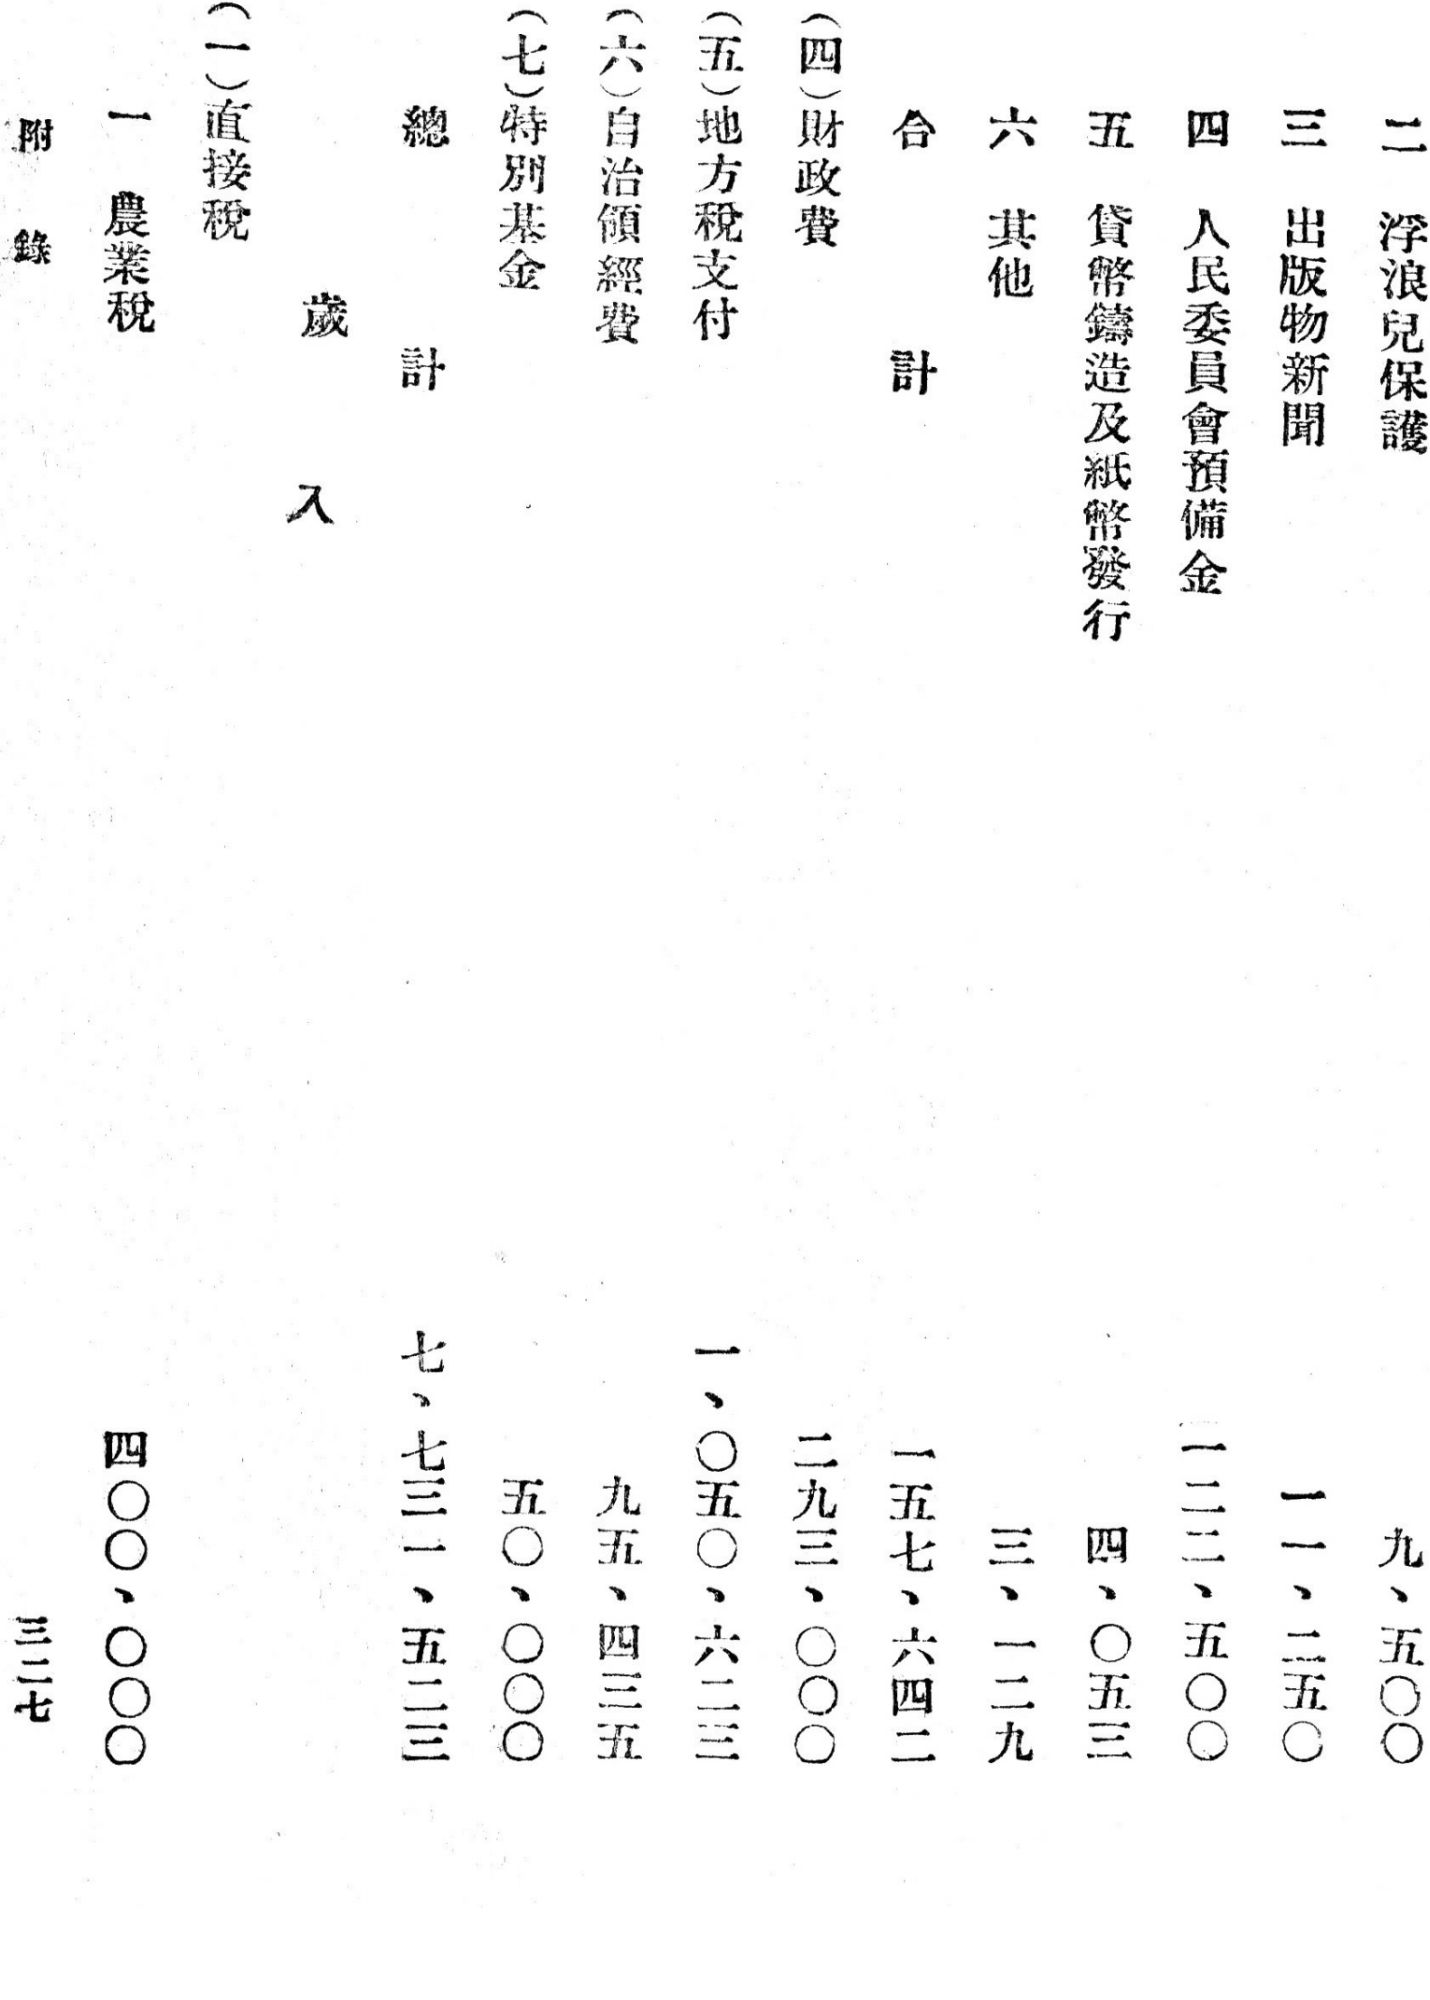 二　浮浪兒保護　九、五〇〇
三　出版物新聞　一一、二五〇
四　人民委員會預備金　一二二、五〇〇
五　貨幣鑄造及紙幣發行　四、〇五三
六　其他　三、一二九
合計　一五七、六四二
(四)財政費　二九三、〇〇〇
(五)地方稅支付　一、〇五〇、六二三
(六)自治領經費　九五、四三五
(七)特別基金　五〇、〇〇〇
總計　七、七三一、五二三
歲入
(一)直接稅
一　農業稅　四〇〇、〇〇〇
附錄　三二七